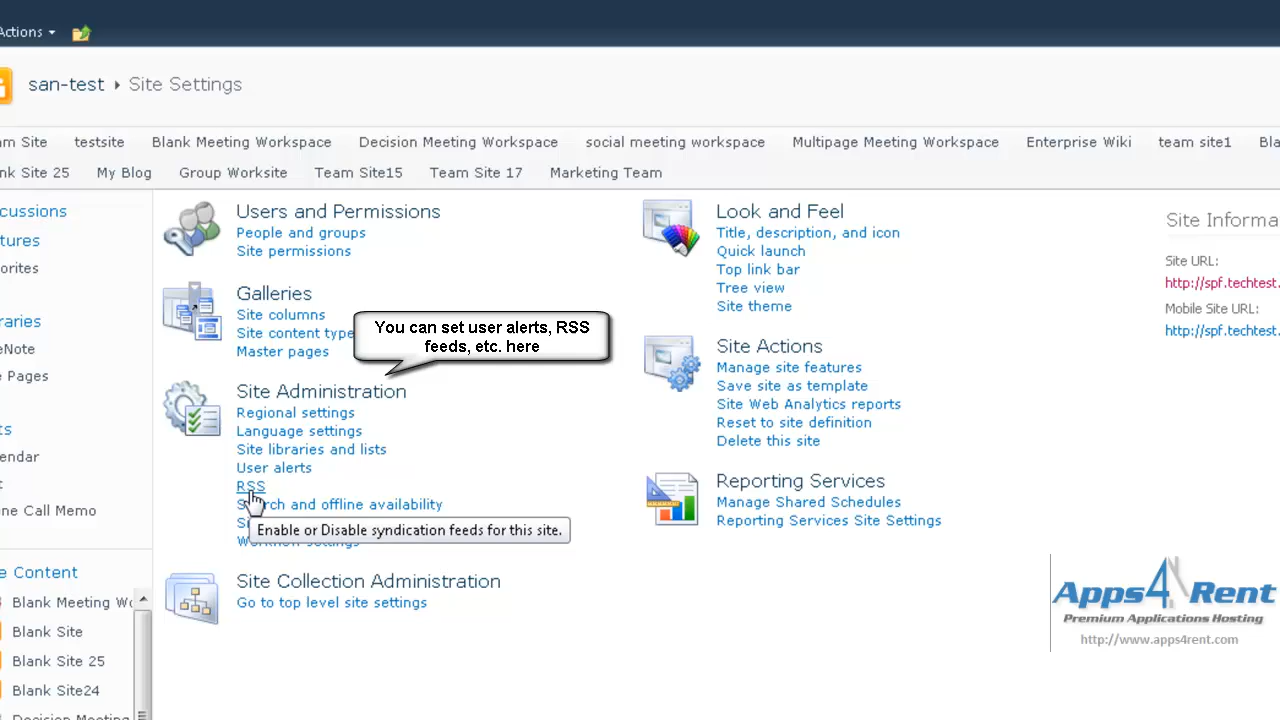 Actions
san-test Site Settings
Site testsite Blank Meeting Workspace Decision Meeting Workspace social meeting workspace Multipage Meeting Workspace Enterprise Wiki team site1
Site 25 My Blog Group Worksite Team Site15 Team Site 17 Marketing Team
Users and Permissions
People and groups
Site permissions
Galleries
Site columns
Site content type
Master pages
You can set user alerts, RSS
feeds, etc. here
Site Administration
Regional settings
Language settings
Site libraries and lists
User alerts
RSS
and offline availability
Enable or Disable syndication feeds for this site.
Workflow settings
Site Collection Administration
Go to top level site settings
Look and Feel
Title, description, and icon
Quick launch
Top link bar
Tree view
Site theme
Site Actions
Manage site features
Save site as template
Site Web Analytics reports
Reset to site definition
Delete this site
Reporting Services
Manage Shared Schedules
Reporting Services Site Settings
Site Informa
Site URL:
http://spf.techtest.
Mobile Site URL:
http://spf.techtest.
Pages
Call Memo
Content
Blank Meeting
Blank Site
Blank Site 25
Blank Site24
Decision Meeting
Apps4Rent
Premium Applications Hosting
http://www.apps4rent.com